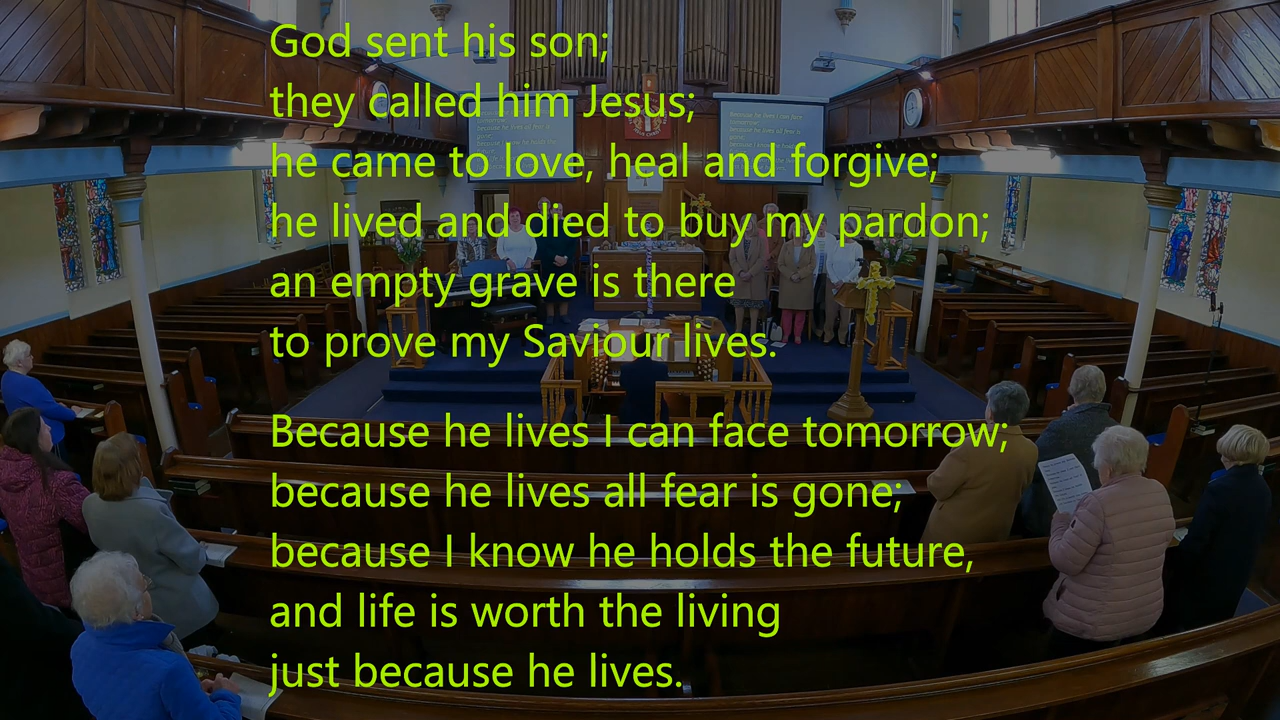 God sent his son;
they called him Jesus;
he came to love, heal and forgive;
he lived and died to buy my pardon;
an empty grave is there
to prove my Saviour lives.
Because he lives I can face tomorrow;
because he lives all fear is gone;
because I know he holds the future,
and life is worth the living
just because he lives.